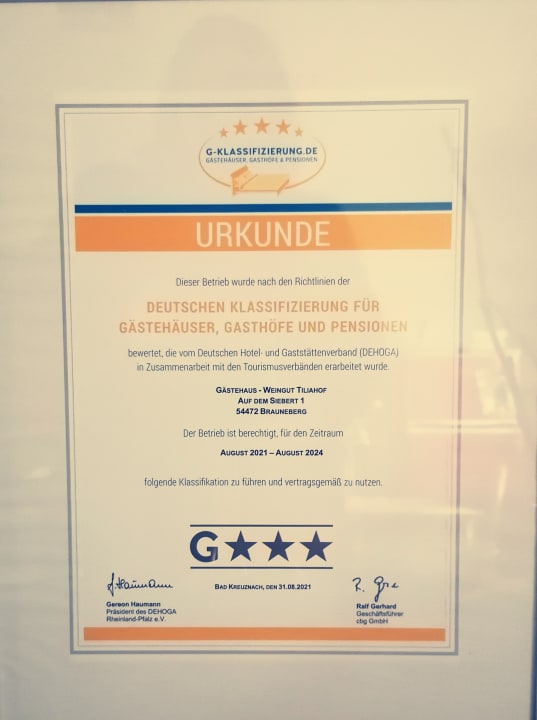 G-KLASSIFIZIERUNG.DE
GÄSTEHÄUSER, GASTHÖFE & PENSIONEN
URKUNDE
Dieser Betrieb wurde nach den Richtlinien der
DEUTSCHEN KLASSIFIZIERUNG FÜR
GÄSTEHÄUSER, GASTHÖFE UND PENSIONEN
bewertet, die vom Deutschen Hotel- und Gaststättenverband (DEHOGA)
in Zusammenarbeit mit den Tourismusverbänden erarbeitet wurde.
GÄSTEHAUS - WEINGUT TILIAHOF
AUF DEM SIEBERT 1
54472 BRAUNEBERG
Der Betrieb ist berechtigt, für den Zeitraum
AUGUST 2021 – AUGUST 2024
folgende Klassifikation zu führen und vertragsgemäß zu nutzen.
G★★★
BAD KREUZNACH, DEN 31.08.2021
Gereon Haumann
Präsident des DEHOGA
Rheinland-Pfalz e.V.
Ralf Gerhard
Geschäftsführer
cbg GmbH